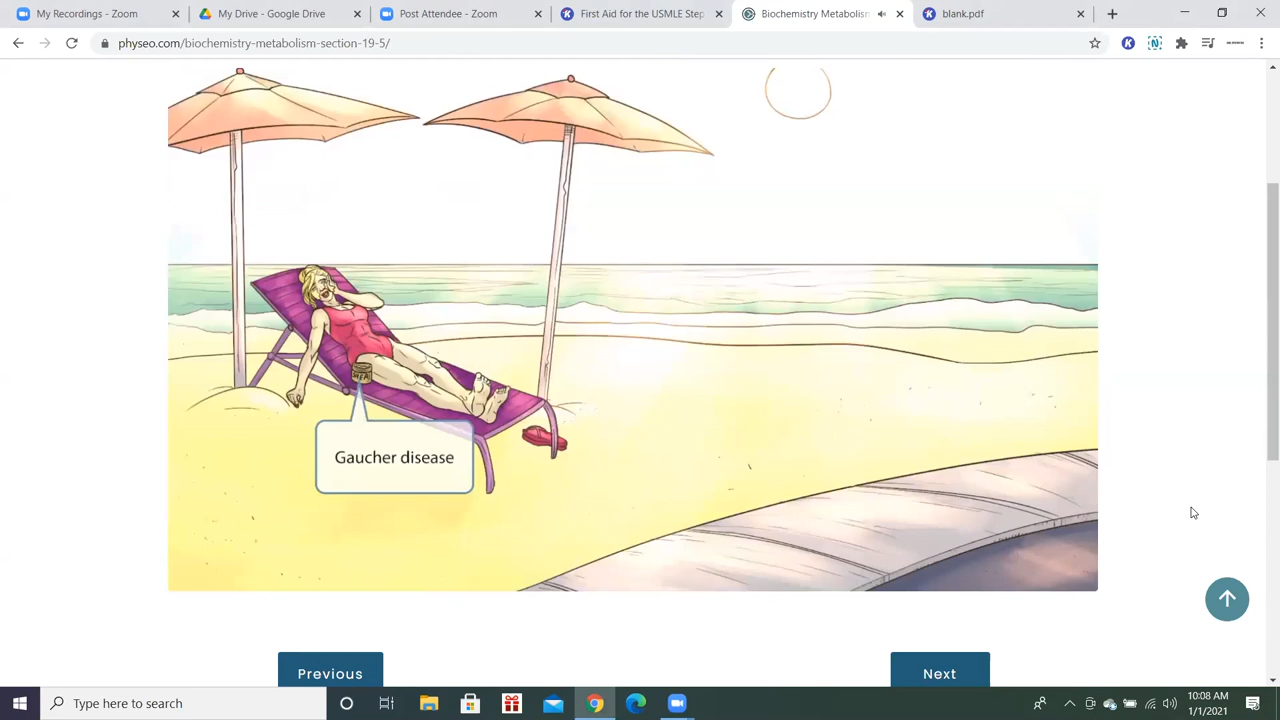 My Recordings - Zoom
My Drive - Google Drive
Post Attendee - Zoom
First Aid for the USMLE Step
Biochemistry Metabolism
blank.pdf
physeo.com/biochemistry-metabolism-section-19-5/
Gaucher disease
Previous
Next
Type here to search
10:08 AM
1/1/2021